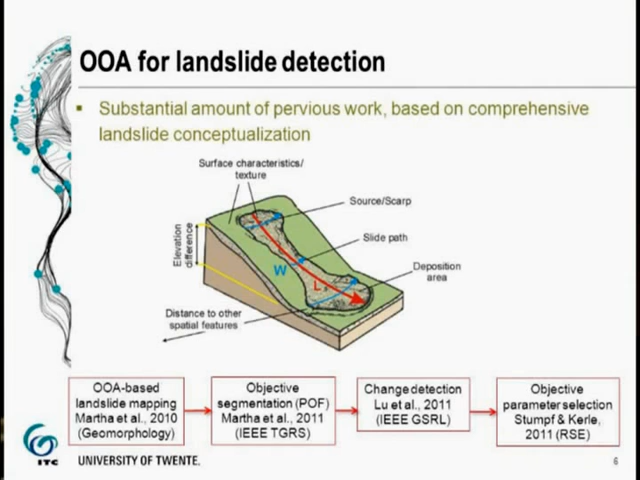 OOA for landslide detection
Substantial amount of pervious work, based on comprehensive
landslide conceptualization
Surface characteristics/
texture
Source/Scarp
Slide path
Elevation
difference
W
L
Deposition
area
Distance to other
spatial features
OOA-based
landslide mapping
Martha et al., 2010
(Geomorphology)
Objective
segmentation (POF)
Martha et al., 2011
(IEEE TGRS)
Change detection
Lu et al., 2011
(IEEE GSRL)
Objective
parameter selection
Stumpf & Kerle,
2011 (RSE)
ITC
UNIVERSITY OF TWENTE.
6